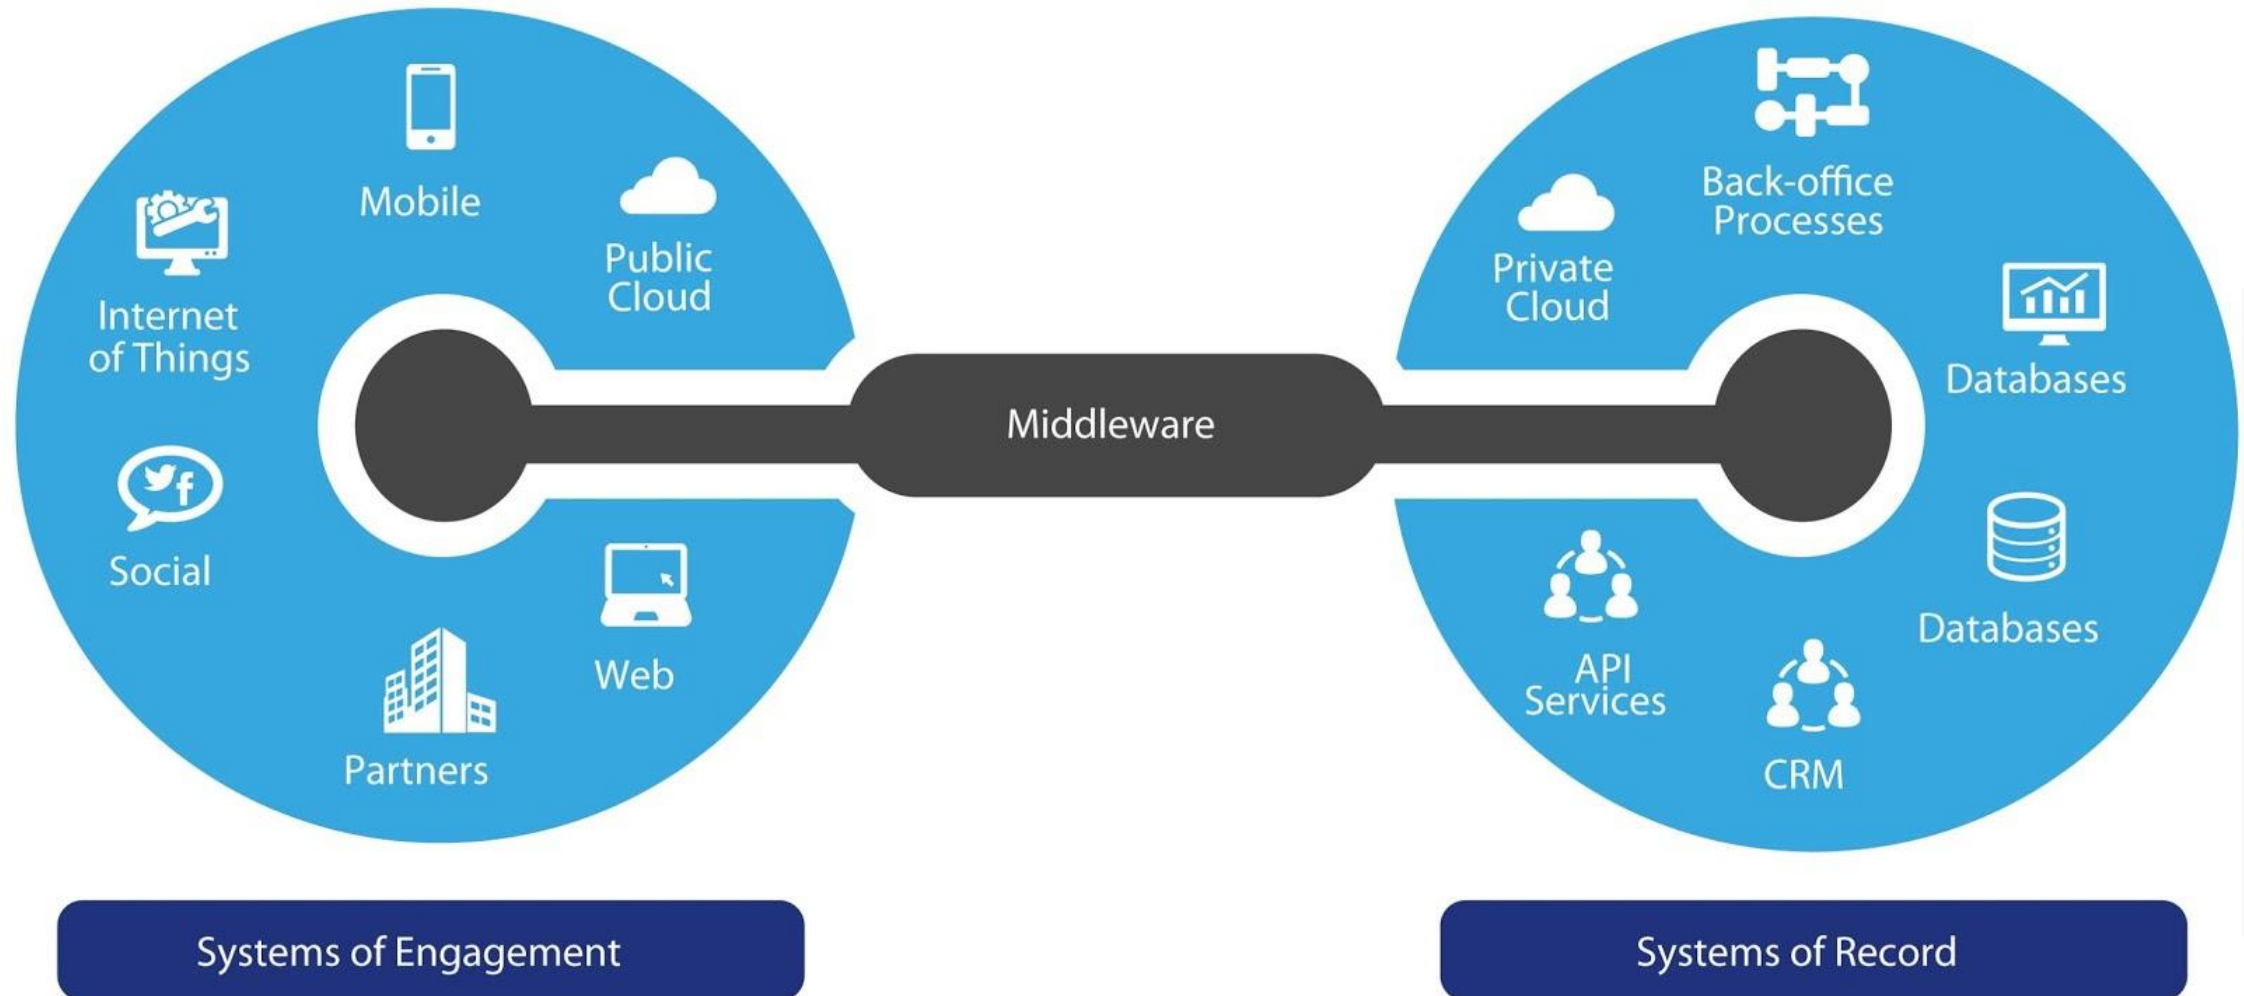 Mobile
Public
Cloud
Internet
of Things
Social
Web
Partners
Middleware
Back-office
Processes
Private
Cloud
Databases
Databases
API
Services
CRM
Systems of Engagement
Systems of Record